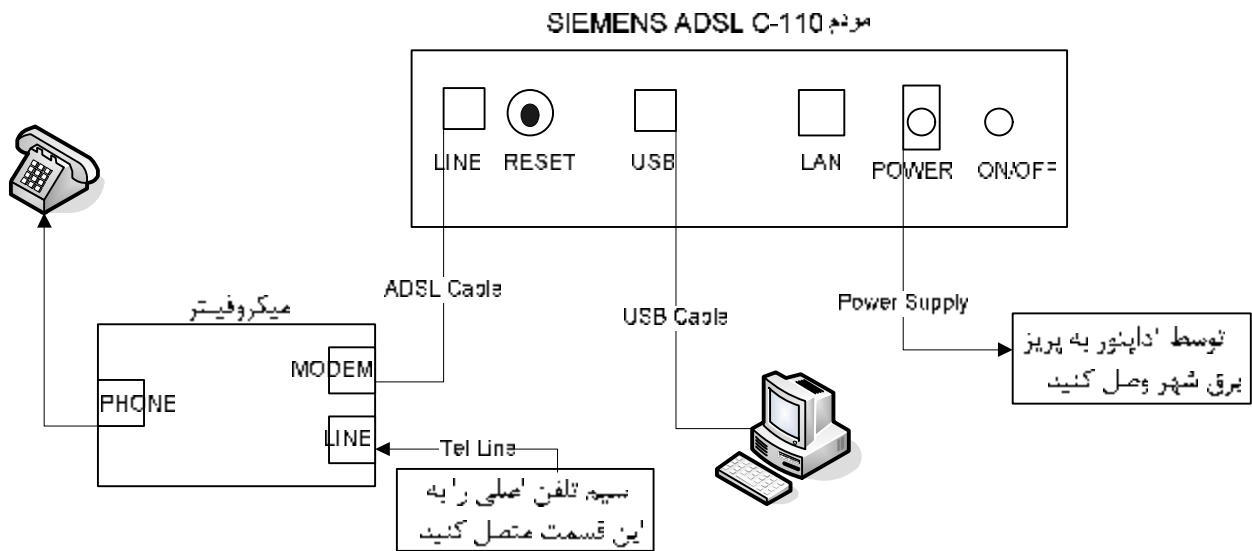 مودم SIEMENS ADSL C-110
LINE
RESET
USB
LAN
POWER
ON/OFF
ADSL Cable
USB Cable
Power Supply
میکروفیتر
MODEM
PHONE
LINE
Tel Line
توسط اداپتور به پریز
برق شهر وصل کنید
سیم تلفن اصلی را به
این قسمت متصل کنید